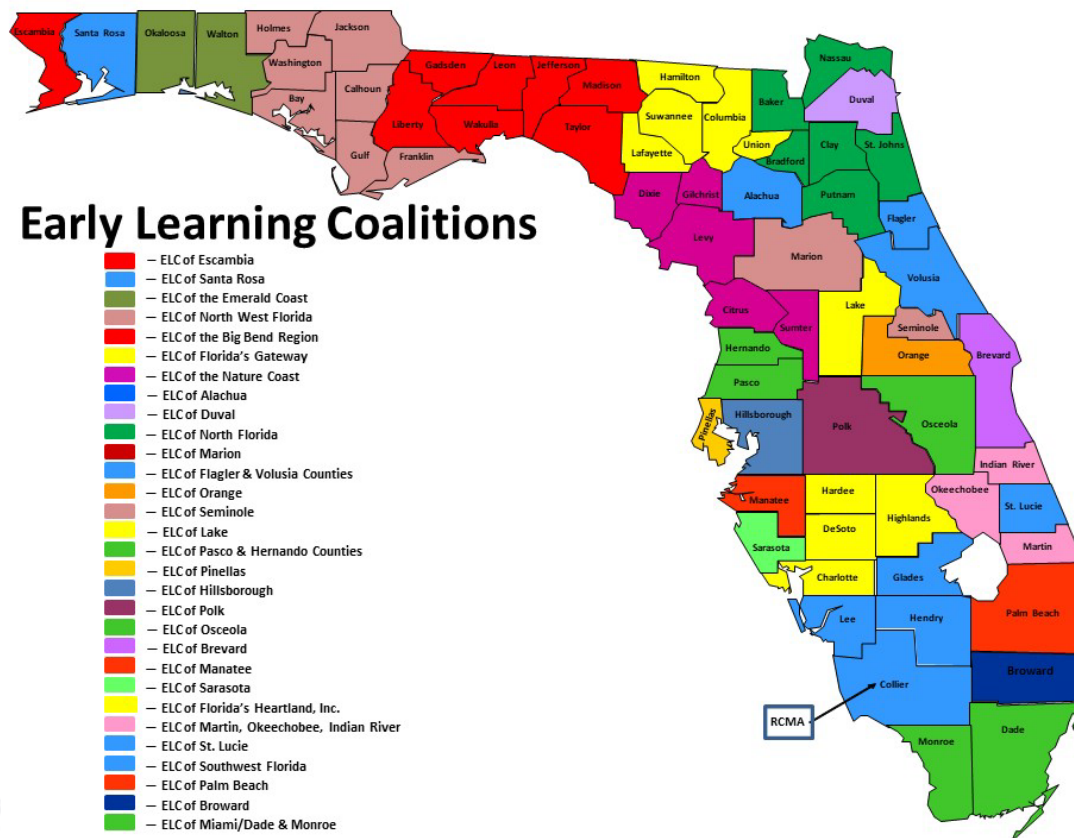 Escambia
Santa Rosa
Okaloosa
Walton
Holmes
Jackson
Washington
Bay
Calhoun
Gulf
Franklin
Gadsden
Leon
Jefferson
Madison
Liberty
Wakulla
Taylor
Hamilton
Suwannee
Columbia
Lafayette
Union
Baker
Nassau
Duval
Bradford
Clay
St. Johns
Putnam
Dixie
Gilchrist
Alachua
Levy
Flagler
Marion
Volusia
Citrus
Sumter
Lake
Seminole
Orange
Brevard
Hernando
Pasco
Pinellas
Hillsborough
Polk
Osceola
Indian River
Okeechobee
St. Lucie
Manatee
Hardee
Highlands
DeSoto
Sarasota
Charlotte
Glades
Martin
Lee
Hendry
Palm Beach
Broward
Collier
RCMA
Monroe
Dade
Early Learning Coalitions
— ELC of Escambia
— ELC of Santa Rosa
— ELC of the Emerald Coast
— ELC of North West Florida
— ELC of the Big Bend Region
— ELC of Florida's Gateway
— ELC of the Nature Coast
— ELC of Alachua
— ELC of Duval
— ELC of North Florida
— ELC of Marion
— ELC of Flagler & Volusia Counties
— ELC of Orange
— ELC of Seminole
— ELC of Lake
— ELC of Pasco & Hernando Counties
— ELC of Pinellas
— ELC of Hillsborough
— ELC of Polk
— ELC of Osceola
— ELC of Brevard
— ELC of Manatee
— ELC of Sarasota
— ELC of Florida's Heartland, Inc.
— ELC of Martin, Okeechobee, Indian River
— ELC of St. Lucie
— ELC of Southwest Florida
— ELC of Palm Beach
— ELC of Broward
— ELC of Miami/Dade & Monroe